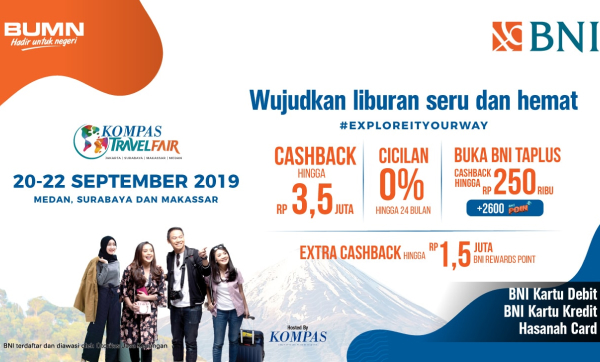 BUMN
Hadir untuk negeri
BNI
KOMPAS
TRAVEL FAIR
JAKARTA | SURABAYA | MAKASSAR | MEDAN
20-22 SEPTEMBER 2019
MEDAN, SURABAYA DAN MAKASSAR
Wujudkan liburan seru dan hemat
#EXPLOREITYOURWAY
CASHBACK
HINGGA
RP 3,5 JUTA
CICILAN
0%
HINGGA 24 BULAN
BUKA BNI TAPLUS
CASHBACK
HINGGA RP 250 RIBU
+2600 POIN+
EXTRA CASHBACK HINGGA RP 1,5 JUTA
BNI REWARDS POINT
BNI Kartu Debit
BNI Kartu Kredit
Hasanah Card
Hosted By
KOMPAS
BNI terdaftar dan diawasi oleh